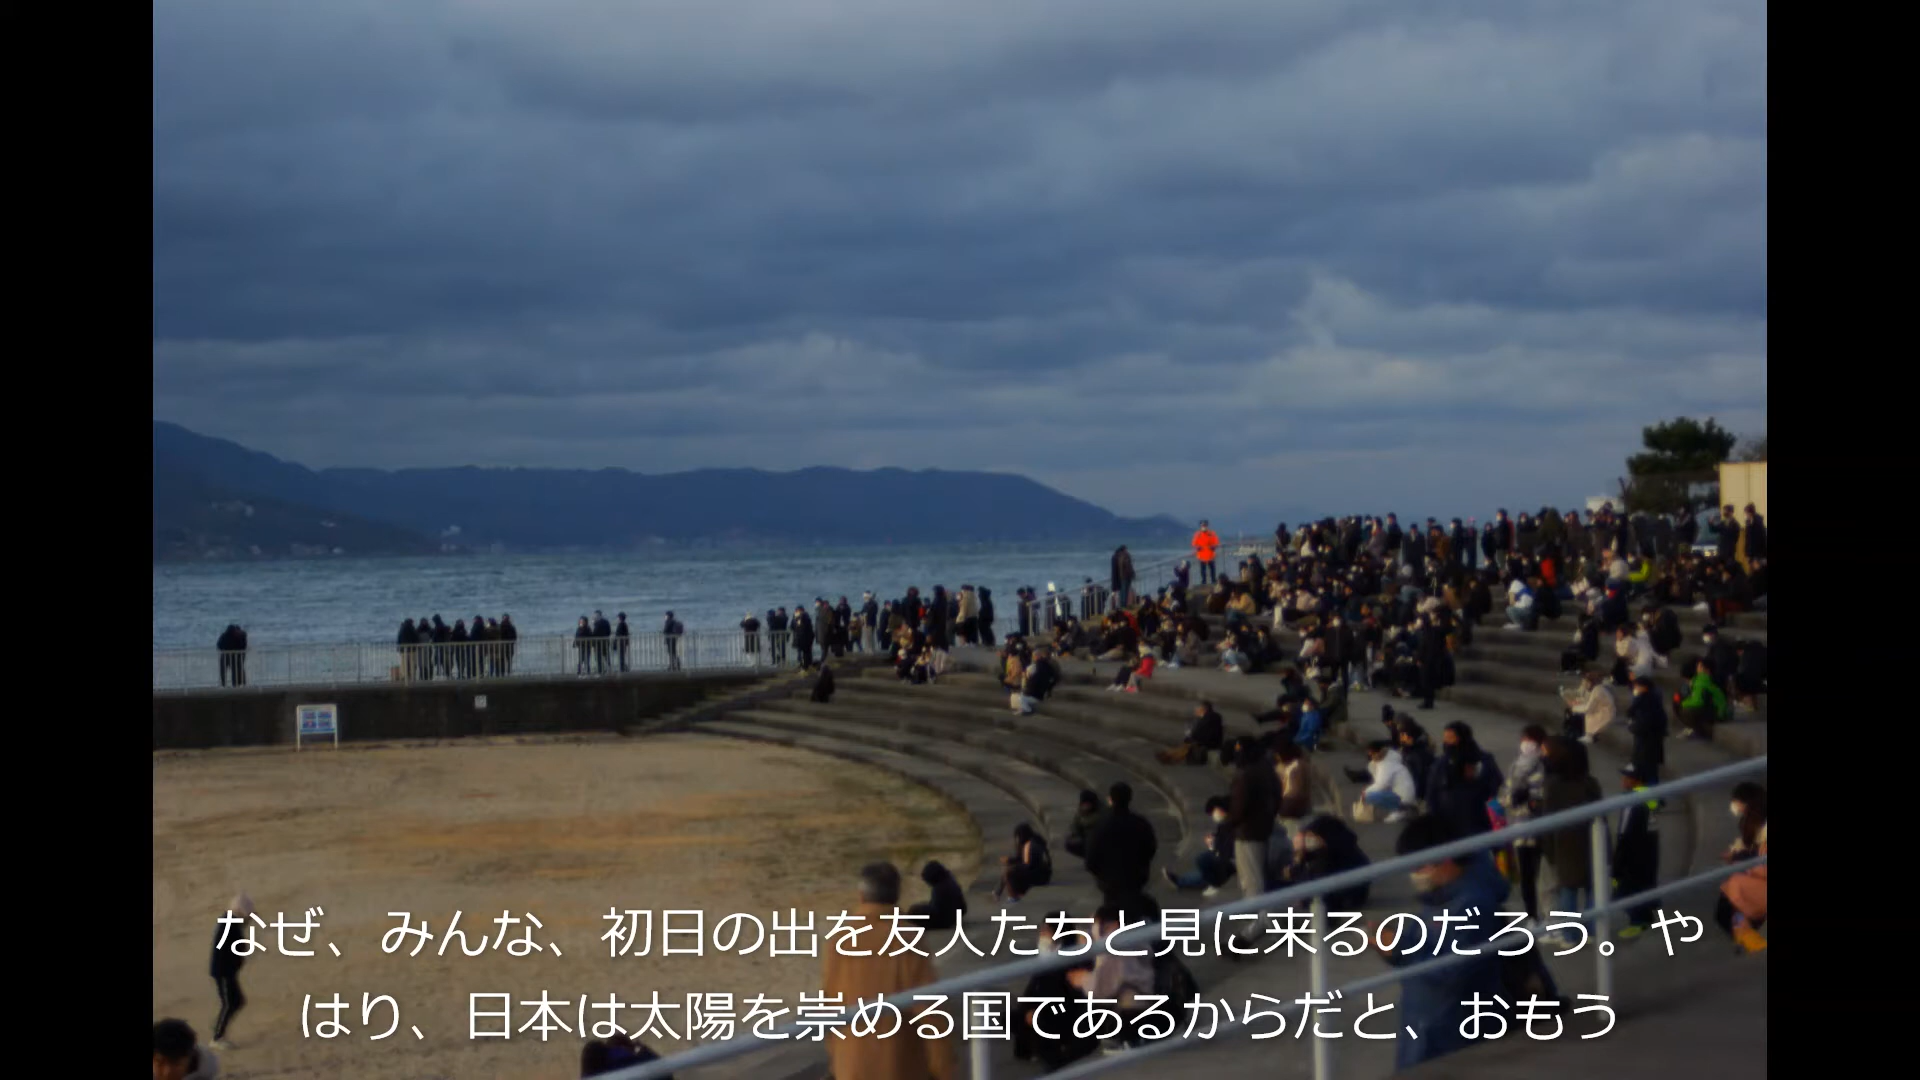 なぜ、みんな、初日の出を友人たちと見に来るのだろう。や
はり、日本は太陽を崇める国であるからだと、おもう